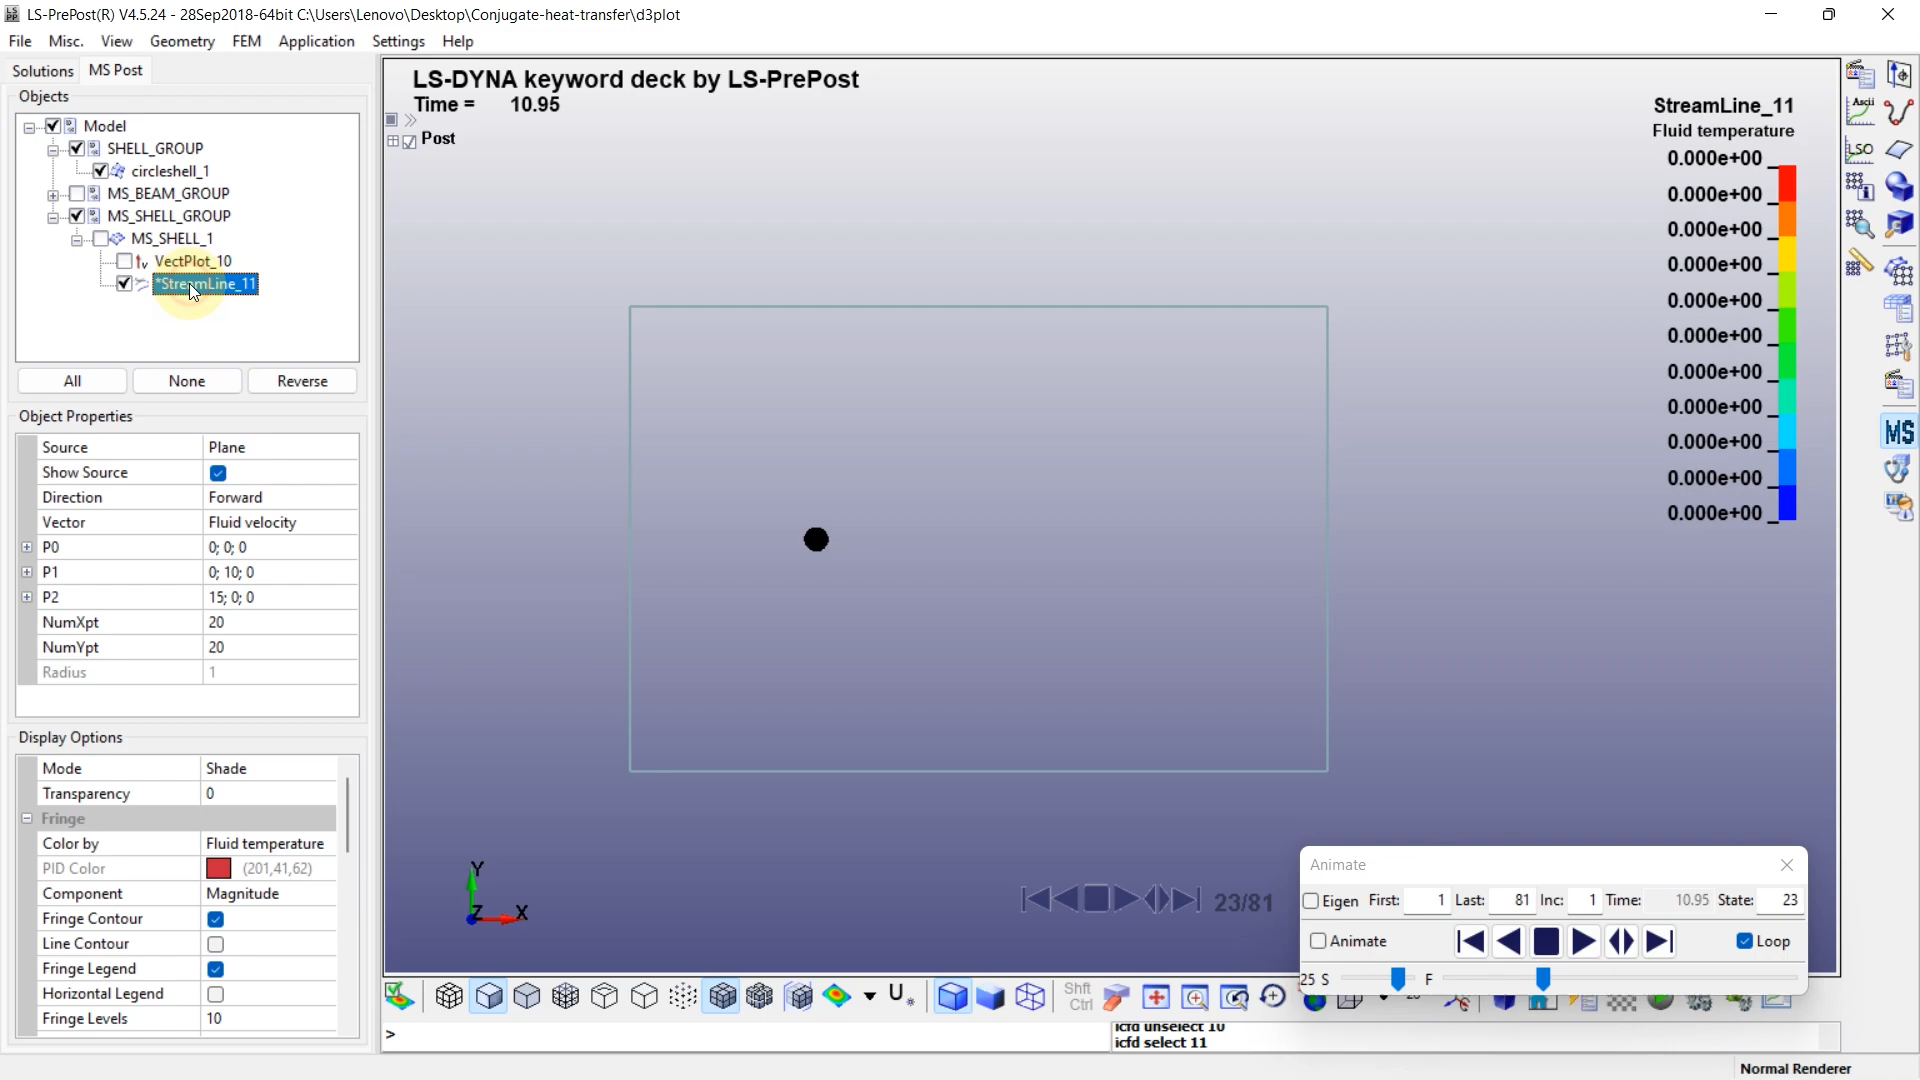 LS-PrePost(R) V4.5.24 - 28Sep2018-64bit C:\Users\Lenovo\Desktop\Conjugate-heat-transfer\d3plot
File Misc. View Geometry FEM Application Settings Help
Solutions MS Post
Objects
Model
SHELL_GROUP
circleshell_1
MS_BEAM_GROUP
MS_SHELL_GROUP
MS_SHELL_1
VectPlot_10
*StreamLine_11
All None Reverse
Object Properties
Source Plane
Show Source
Direction Forward
Vector Fluid velocity
P0 0; 0; 0
P1 0; 10; 0
P2 15; 0; 0
NumXpt 20
NumYpt 20
Radius 1
Display Options
Mode Shade
Transparency 0
Fringe
Color by Fluid temperature
PID Color (201,41,62)
Component Magnitude
Fringe Contour
Line Contour
Fringe Legend
Horizontal Legend
Fringe Levels 10
LS-DYNA keyword deck by LS-PrePost
Time = 10.95
Post
StreamLine_11
Fluid temperature
0.000e+00
0.000e+00
0.000e+00
0.000e+00
0.000e+00
0.000e+00
0.000e+00
0.000e+00
0.000e+00
0.000e+00
0.000e+00
Y
Z X
23/81
Animate
Eigen First: 1 Last: 81 Inc: 1 Time: 10.95 State: 23
Animate Loop
25 S F
Shft
Ctrl
>
icfd unselect 10
icfd select 11
Normal Renderer
Ascii
LSO
MS